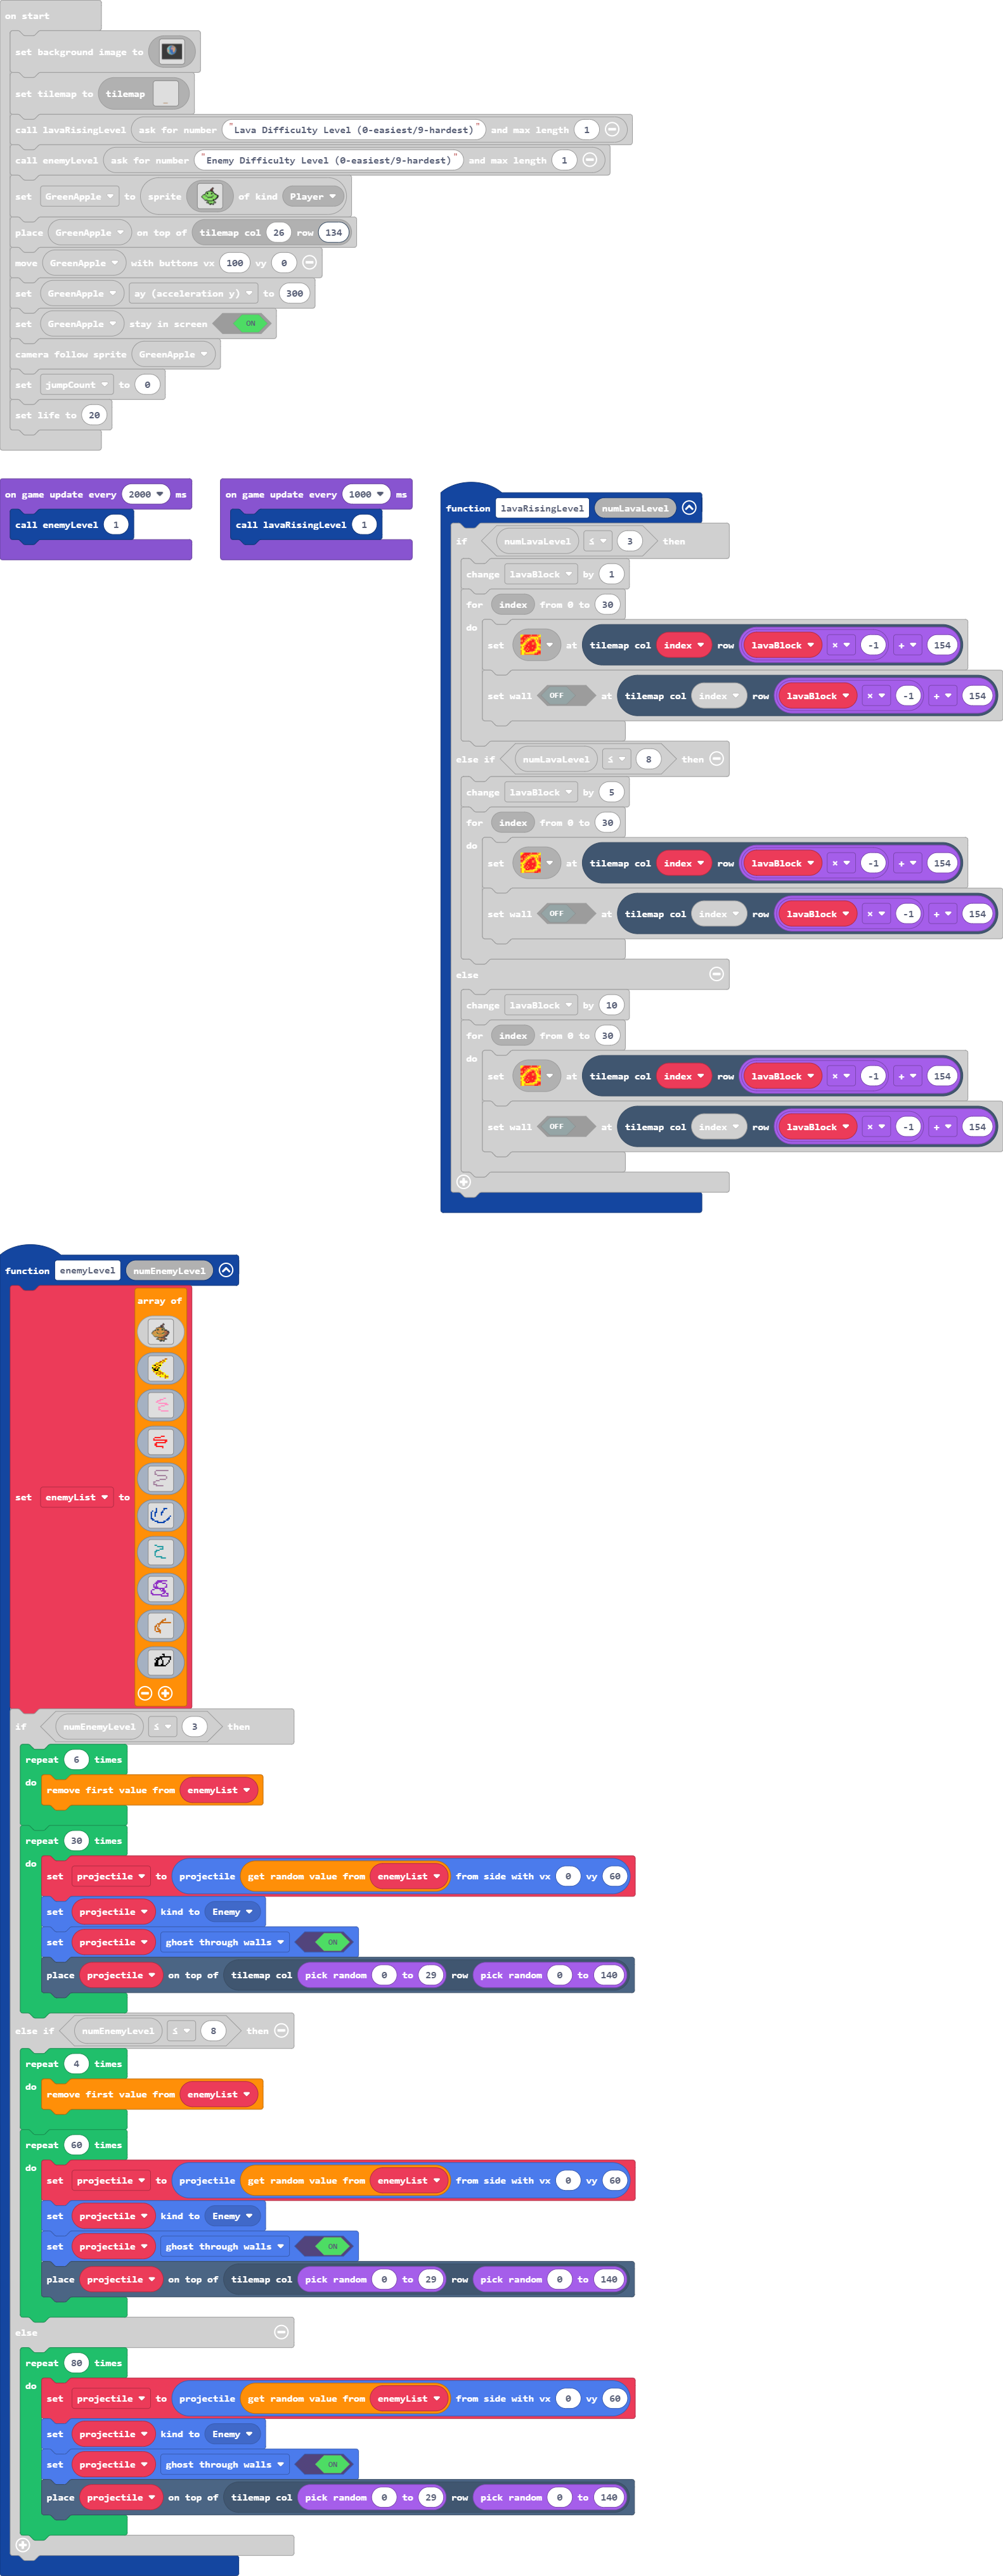 on start
set background image to
set tilemap to tilemap
call lavaRisingLevel ask for number "Lava Difficulty Level (0-easiest/9-hardest)" and max length 1
call enemyLevel ask for number "Enemy Difficulty Level (0-easiest/9-hardest)" and max length 1
set GreenApple to sprite of kind Player
place GreenApple on top of tilemap col 26 row 134
move GreenApple with buttons vx 100 vy 0
set GreenApple ay (acceleration y) to 300
set GreenApple stay in screen ON
camera follow sprite GreenApple
set jumpCount to 0
set life to 20
on game update every 2000 ms
call enemyLevel 1
on game update every 1000 ms
call lavaRisingLevel 1
function lavaRisingLevel numLavaLevel
if numLavaLevel ≤ 3 then
change lavaBlock by 1
for index from 0 to 30
do
set at tilemap col index row lavaBlock × -1 + 154
set wall OFF at tilemap col index row lavaBlock × -1 + 154
else if numLavaLevel ≤ 8 then
change lavaBlock by 5
for index from 0 to 30
do
set at tilemap col index row lavaBlock × -1 + 154
set wall OFF at tilemap col index row lavaBlock × -1 + 154
else
change lavaBlock by 10
for index from 0 to 30
do
set at tilemap col index row lavaBlock × -1 + 154
set wall OFF at tilemap col index row lavaBlock × -1 + 154
function enemyLevel numEnemyLevel
array of
set enemyList to
if numEnemyLevel ≤ 3 then
repeat 6 times
do remove first value from enemyList
repeat 30 times
do
set projectile to projectile get random value from enemyList from side with vx 0 vy 60
set projectile kind to Enemy
set projectile ghost through walls ON
place projectile on top of tilemap col pick random 0 to 29 row pick random 0 to 140
else if numEnemyLevel ≤ 8 then
repeat 4 times
do remove first value from enemyList
repeat 60 times
do
set projectile to projectile get random value from enemyList from side with vx 0 vy 60
set projectile kind to Enemy
set projectile ghost through walls ON
place projectile on top of tilemap col pick random 0 to 29 row pick random 0 to 140
else
repeat 80 times
do
set projectile to projectile get random value from enemyList from side with vx 0 vy 60
set projectile kind to Enemy
set projectile ghost through walls ON
place projectile on top of tilemap col pick random 0 to 29 row pick random 0 to 140